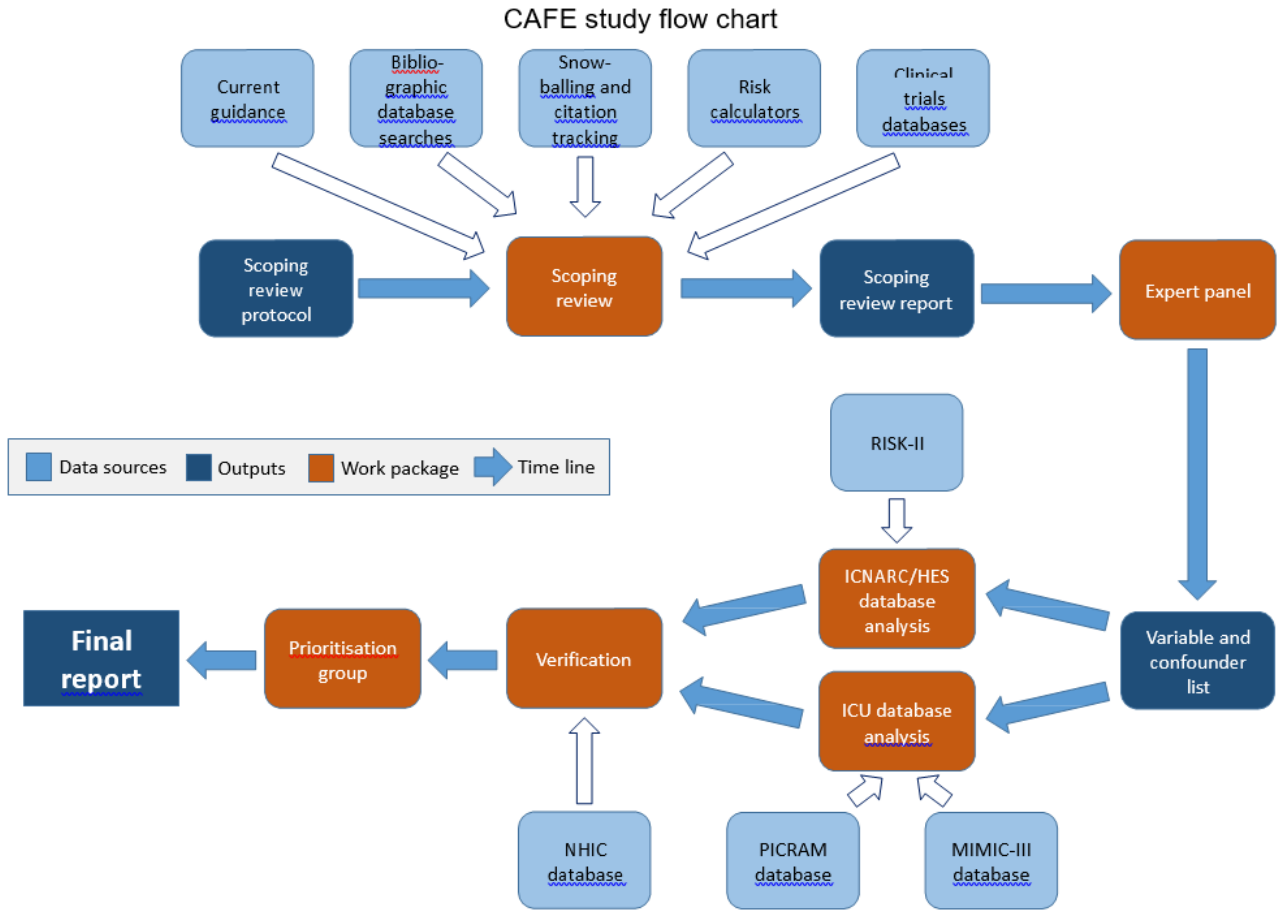 CAFE study flow chart
Current
guidance
Biblio-
graphic
database
searches
Snow-
balling and
citation
tracking
Risk
calculators
Clinical
trials
databases
Scoping
review
protocol
Scoping
review
Scoping
review report
Expert panel
RISK-II
Data sources
Outputs
Work package
Time line
ICNARC/HES
database
analysis
Final
report
Prioritisation
group
Verification
Variable and
confounder
list
ICU database
analysis
NHIC
database
PICRAM
database
MIMIC-III
database